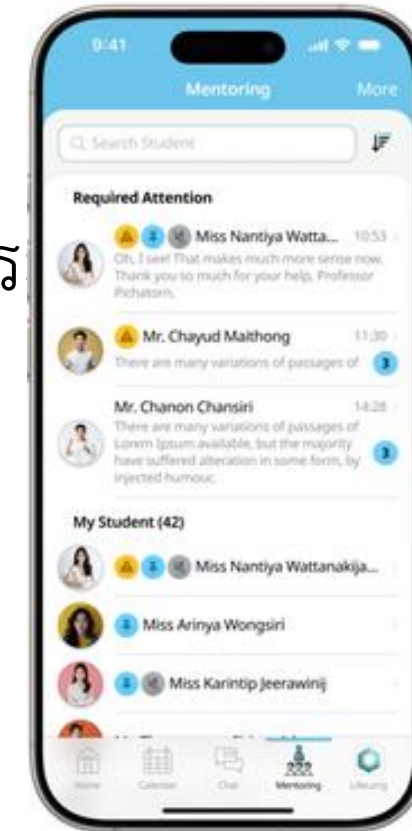 9:41
Mentoring
More
Search Student
Required Attention
Miss Nantiya Watta...
10:53
Oh, I see! That makes much more sense now.
Thank you so much for your help, Professor
Pichatorn.
Mr. Chayud Maithong
11:30
There are many variations of passages of
3
Mr. Chanon Chansiri
14:28
There are many variations of passages of
Lorem Ipsum available, but the majority
have suffered alteration in some form, by
injected humouc
3
My Student (42)
Miss Nantiya Wattanakija...
Miss Arinya Wongsiri
Miss Karintip Jeerawinij
Home
Calendar
Chat
Mentoring
LifeLong